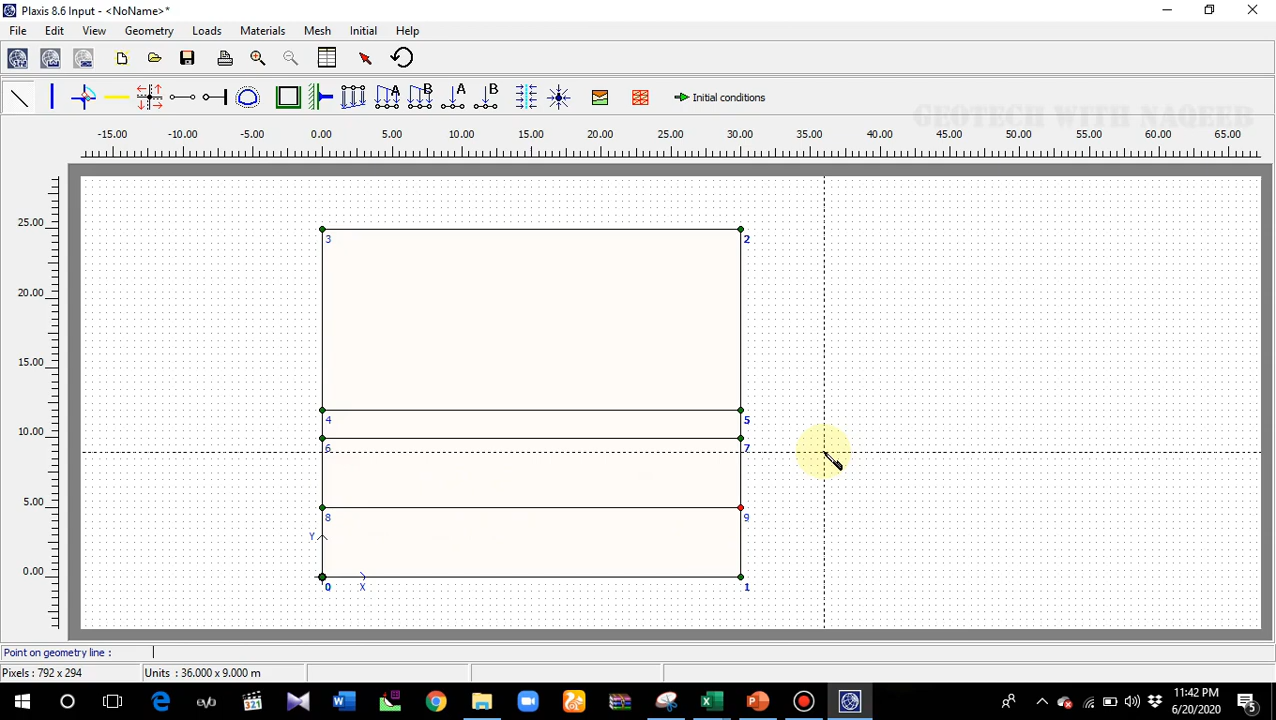 Plaxis 8.6 Input - <NoName>*
File Edit View Geometry Loads Materials Mesh Initial Help
A B A B Initial conditions
GEOTECH WITH NAQEEB
-15.00 -10.00 -5.00 0.00 5.00 10.00 15.00 20.00 25.00 30.00 35.00 40.00 45.00 50.00 55.00 60.00 65.00
25.00
3 2
20.00
15.00
4 5
10.00
6 7
5.00
8 9
Y
0.00
0 X 1
Point on geometry line :
Pixels : 792 x 294 Units : 36.000 x 9.000 m
321
11:42 PM
6/20/2020
5